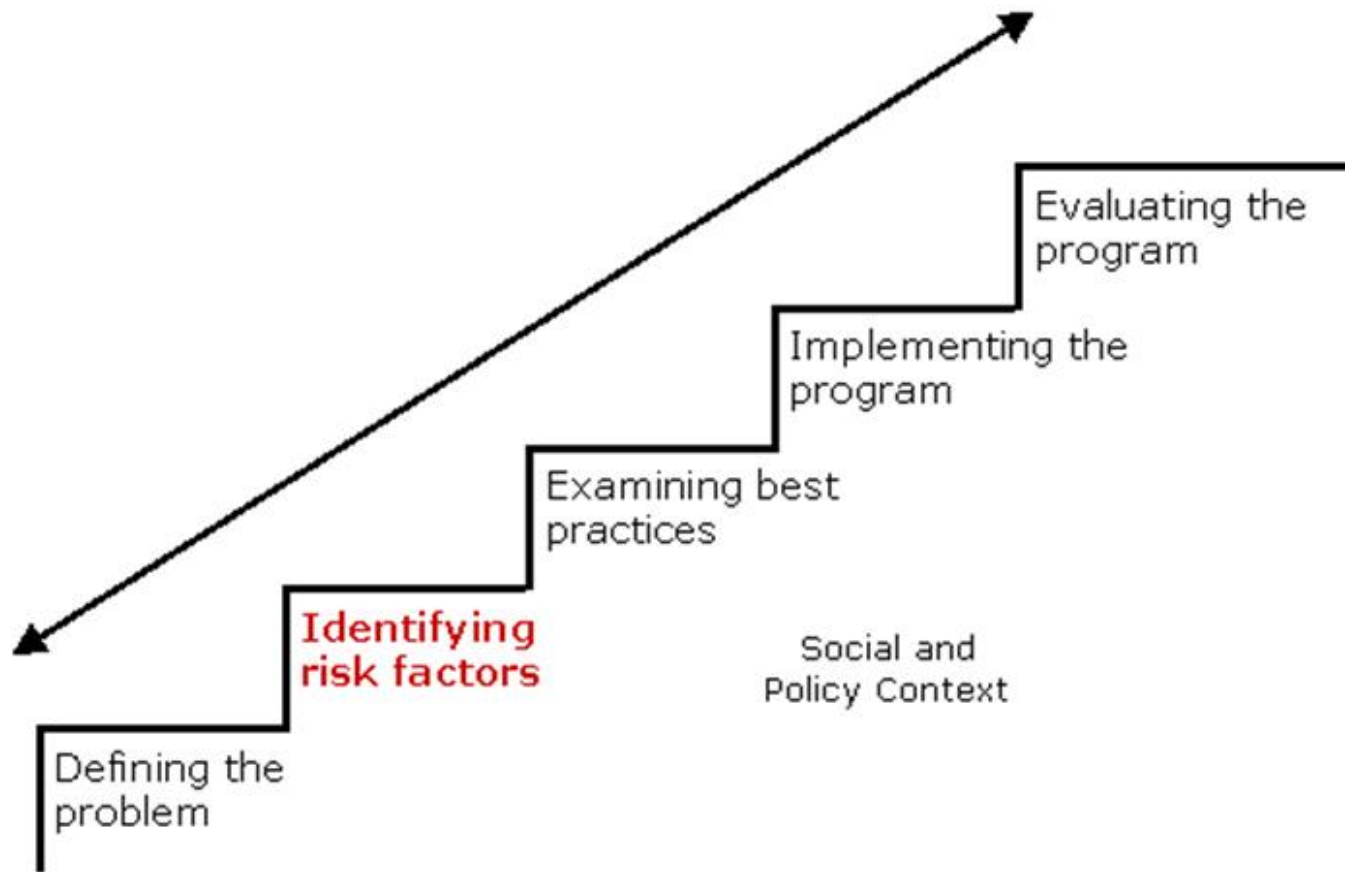 Evaluating the
program
Implementing the
program
Examining best
practices
Identifying
risk factors
Social and
Policy Context
Defining the
problem